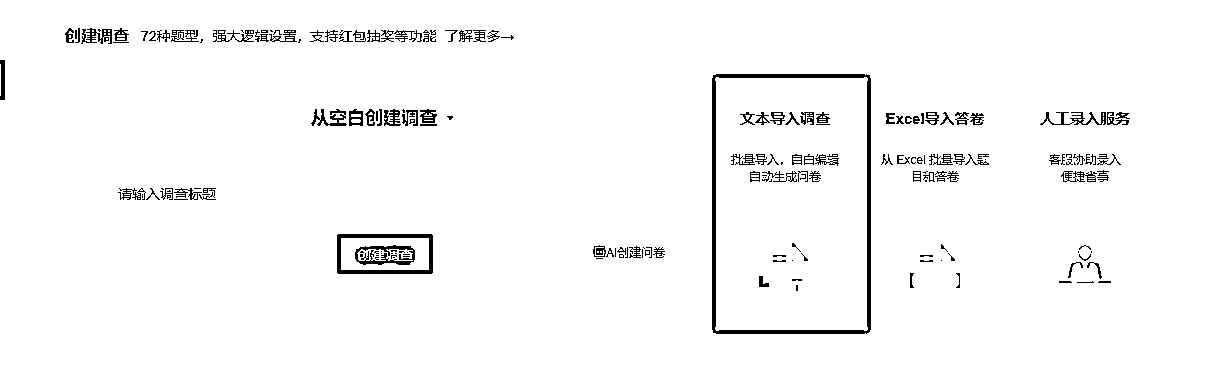 创建调查 72种题型，强大逻辑设置，支持红包抽奖等功能 了解更多→
从空白创建调查
请输入调查标题
创建调查
AI创建问卷
文本导入调查
批量导入，自由编辑
自动生成问卷
Excel导入答卷
从 Excel 批量导入题
目和答卷
人工录入服务
客服协助录入
便捷省事